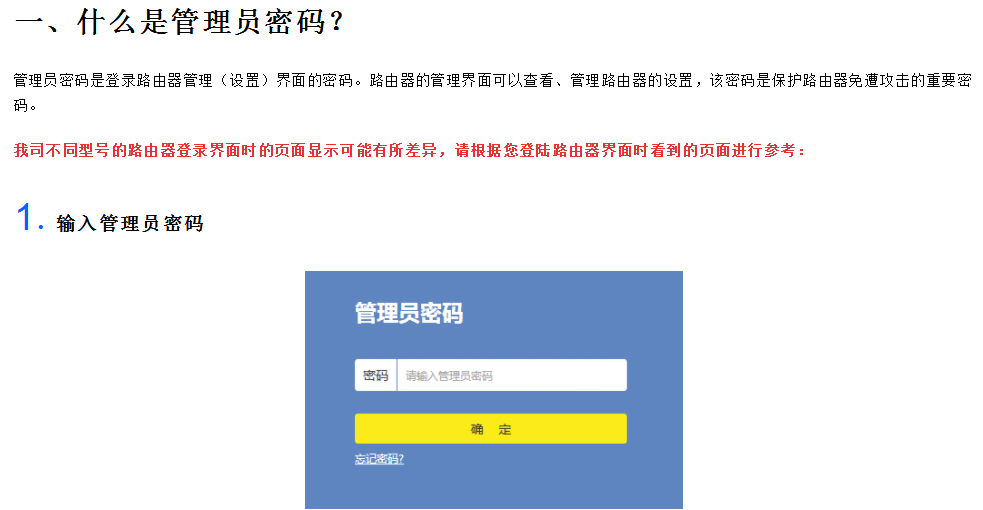 一、什么是管理员密码？
管理员密码是登录路由器管理（设置）界面的密码。路由器的管理界面可以查看、管理路由器的设置，该密码是保护路由器免遭攻击的重要密
码。
我司不同型号的路由器登录界面时的页面显示可能有所差异，请根据您登陆路由器界面时看到的页面进行参考：
1. 输入管理员密码
管理员密码
密码 请输入管理员密码
确 定
忘记密码?